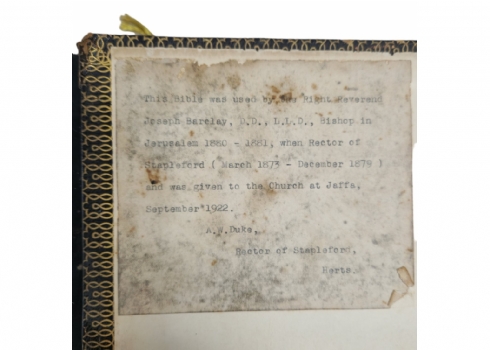 This Bible was used by the Right Reverend
Joseph Barclay, D.D., L.L.D., Bishop in
Jerusalem 1880 - 1881, when Rector of
Stapleford ( March 1873 - December 1879 )
and was given to the Church at Jaffa,
September 1922.
A.W.Duke,
Rector of Stapleford,
Herts.